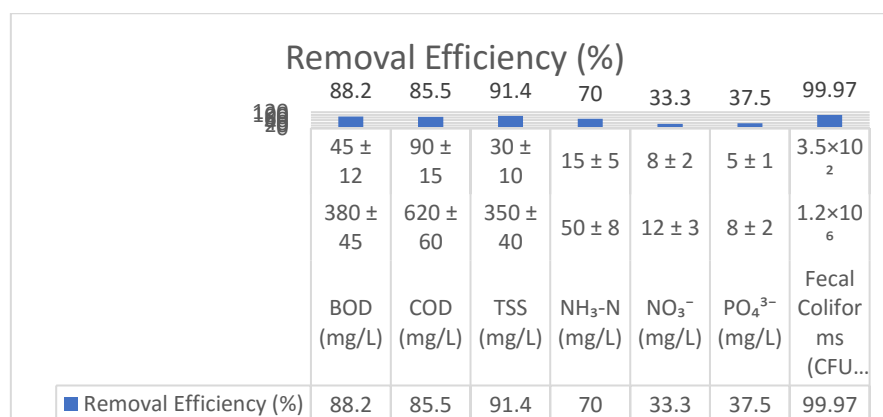 Removal Efficiency (%)
88.2 85.5 91.4 70 33.3 37.5 99.97
45 ± 90 ± 30 ± 15 ± 5 8 ± 2 5 ± 1 3.5×10
12 15 10 ²
380 ± 620 ± 350 ± 50 ± 8 12 ± 3 8 ± 2 1.2×10
45 60 40 ⁶
Fecal
BOD COD TSS NH₃-N NO₃⁻ PO₄³⁻ Colifor
(mg/L) (mg/L) (mg/L) (mg/L) (mg/L) (mg/L) ms
(CFU...
Removal Efficiency (%) 88.2 85.5 91.4 70 33.3 37.5 99.97